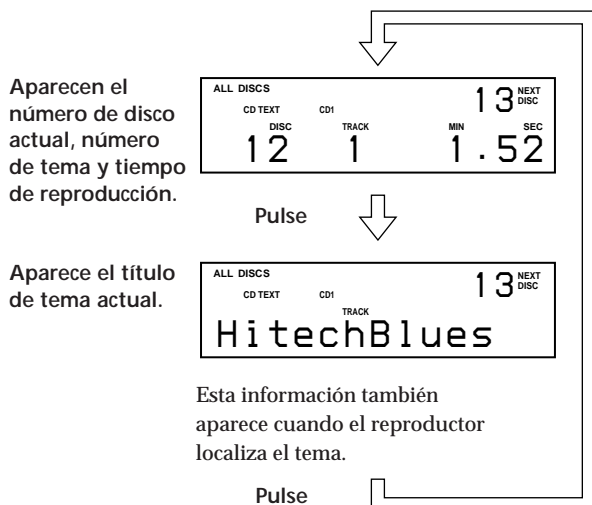 Aparecen el
número de disco
actual, número
de tema y tiempo
de reproducción.
ALL DISCS
CD TEXT CD1 13 NEXT DISC
DISC TRACK MIN SEC
12 1 1.52
Pulse
Aparece el título
de tema actual.
ALL DISCS
CD TEXT CD1 13 NEXT DISC
TRACK
HitechBlues
Esta información también
aparece cuando el reproductor
localiza el tema.
Pulse